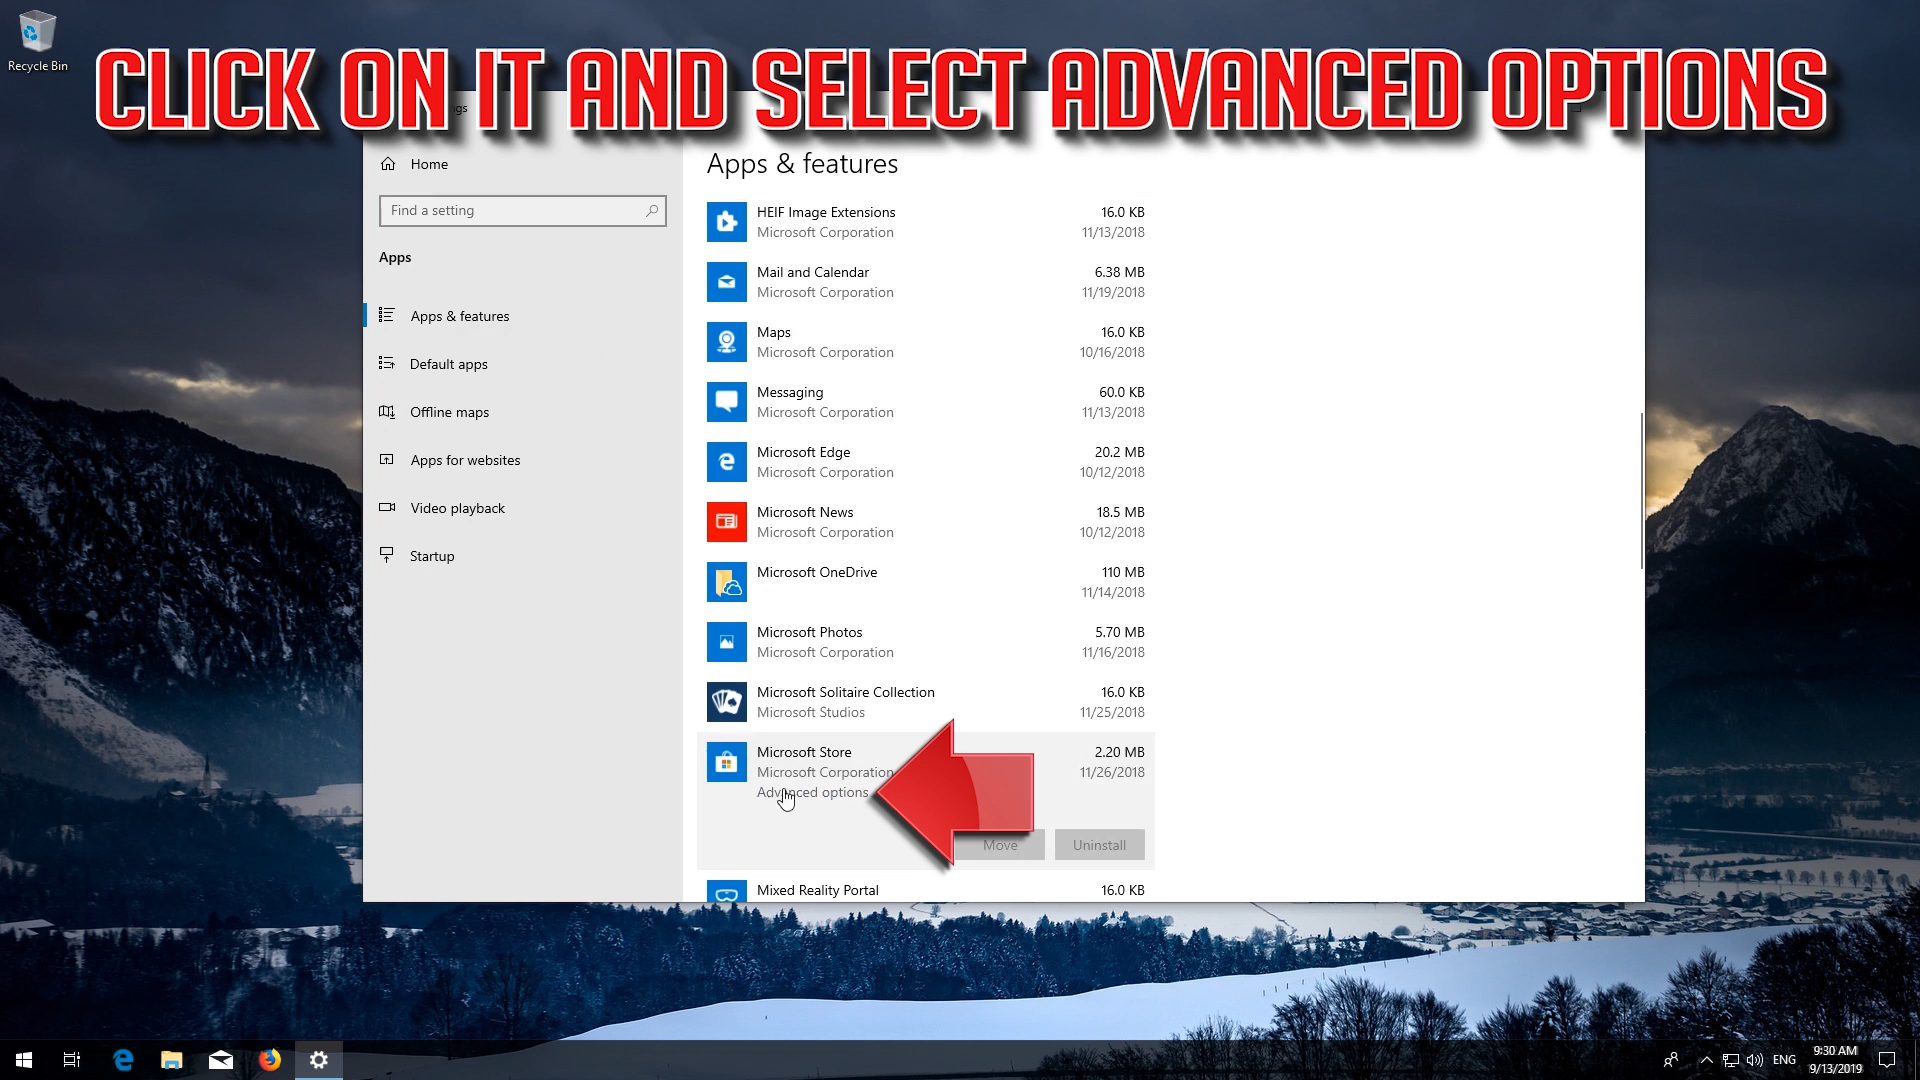 Recycle Bin
CLICK ON IT AND SELECT ADVANCED OPTIONS
Home
Find a setting
Apps
Apps & features
Default apps
Offline maps
Apps for websites
Video playback
Startup
Apps & features
HEIF Image Extensions 16.0 KB
Microsoft Corporation 11/13/2018
Mail and Calendar 6.38 MB
Microsoft Corporation 11/19/2018
Maps 16.0 KB
Microsoft Corporation 10/16/2018
Messaging 60.0 KB
Microsoft Corporation 11/13/2018
Microsoft Edge 20.2 MB
Microsoft Corporation 10/12/2018
Microsoft News 18.5 MB
Microsoft Corporation 10/12/2018
Microsoft OneDrive 110 MB
11/14/2018
Microsoft Photos 5.70 MB
Microsoft Corporation 11/16/2018
Microsoft Solitaire Collection 16.0 KB
Microsoft Studios 11/25/2018
Microsoft Store 2.20 MB
Microsoft Corporation 11/26/2018
Advanced options
Move Uninstall
Mixed Reality Portal 16.0 KB
ENG
9:30 AM
9/13/2019